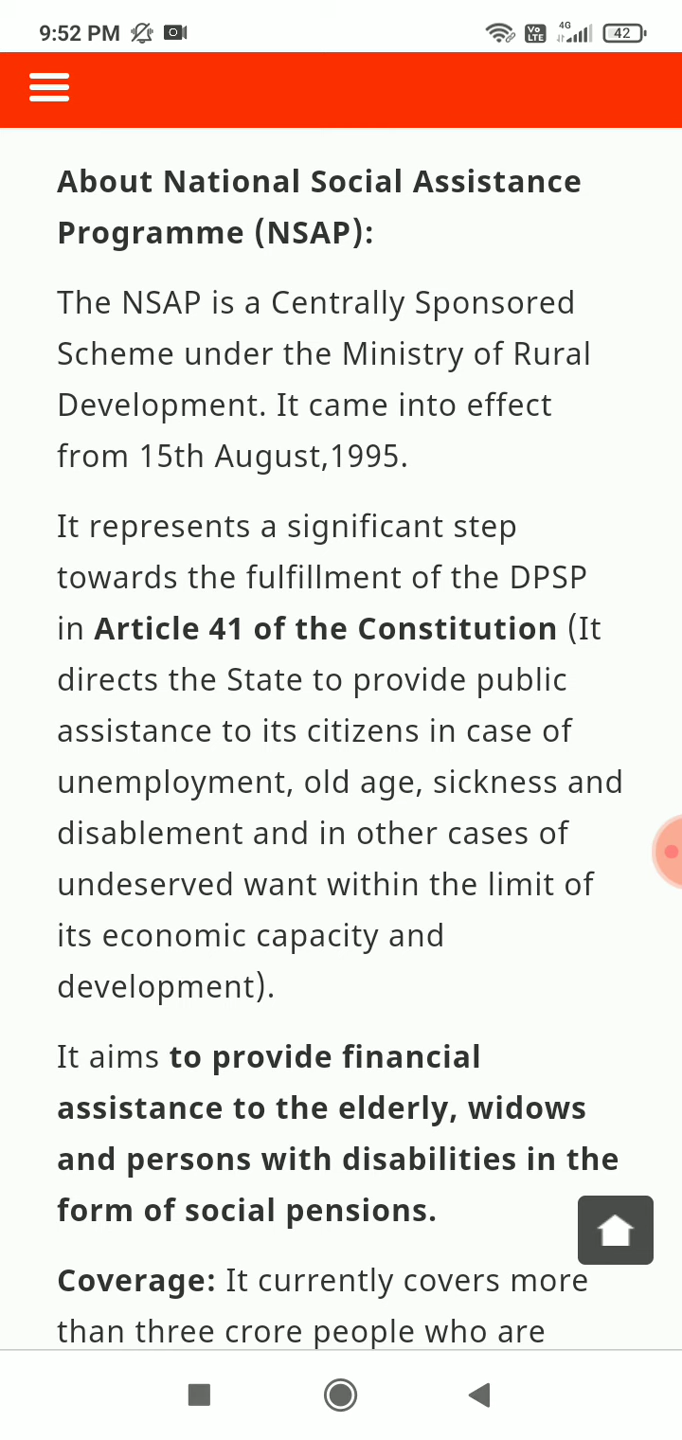 9:52 PM
Vo LTE 4G 42
About National Social Assistance
Programme (NSAP):
The NSAP is a Centrally Sponsored
Scheme under the Ministry of Rural
Development. It came into effect
from 15th August,1995.
It represents a significant step
towards the fulfillment of the DPSP
in Article 41 of the Constitution (It
directs the State to provide public
assistance to its citizens in case of
unemployment, old age, sickness and
disablement and in other cases of
undeserved want within the limit of
its economic capacity and
development).
It aims to provide financial
assistance to the elderly, widows
and persons with disabilities in the
form of social pensions.
Coverage: It currently covers more
than three crore people who are